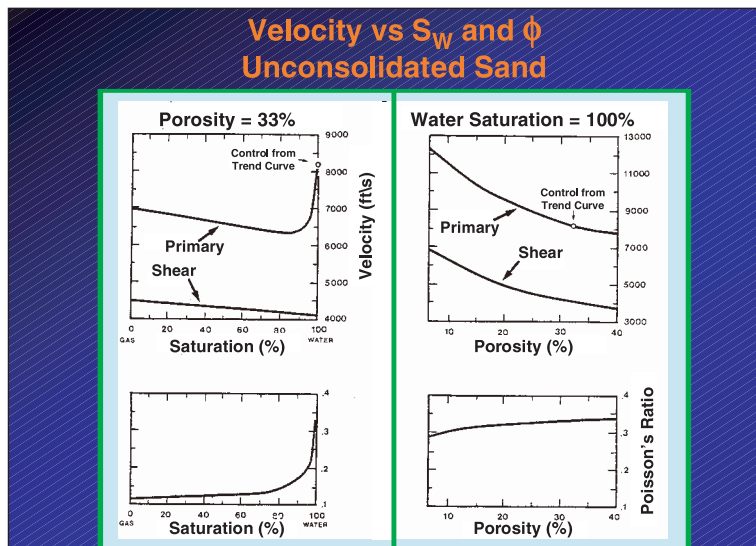 Velocity vs S_W and ϕ
Unconsolidated Sand
Porosity = 33%
9000
Control from
Trend Curve
8000
7000
Primary
6000
Shear
5000
4000
Velocity (ft\s)
0 20 40 60 80 100
GAS Saturation (%) WATER
Water Saturation = 100%
13000
11000
Control from
Trend Curve
9000
Primary
7000
Shear
5000
3000
10 20 30 40
Porosity (%)
.4
.3
.2
.1
0 20 40 60 80 100
GAS Saturation (%) WATER
.4
.3
.2
.1
Poisson's Ratio
10 20 30 40
Porosity (%)